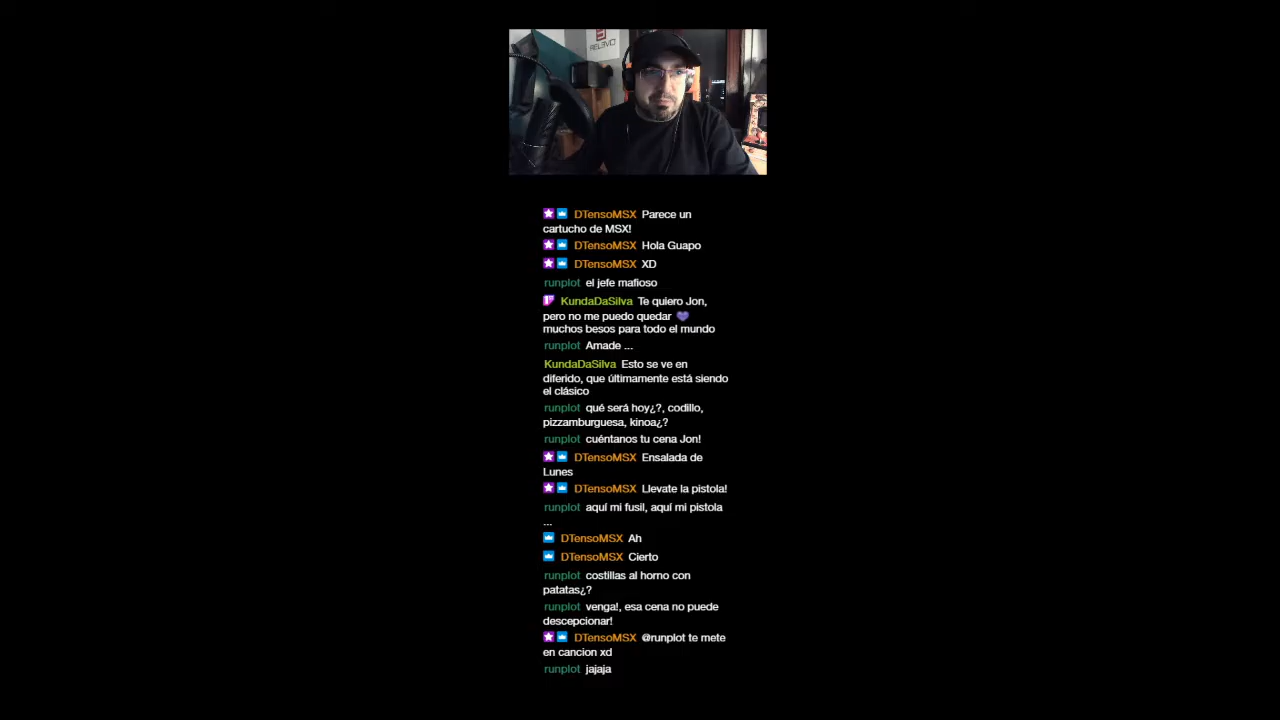 RELEVO
DTensoMSX Parece un
cartucho de MSX!
DTensoMSX Hola Guapo
DTensoMSX XD
runplot el jefe mafioso
KundaDaSilva Te quiero Jon,
pero no me puedo quedar 💜
muchos besos para todo el mundo
runplot Amade ...
KundaDaSilva Esto se ve en
diferido, que últimamente está siendo
el clásico
runplot qué será hoy¿?, codillo,
pizzamburguesa, kinoa¿?
runplot cuéntanos tu cena Jon!
DTensoMSX Ensalada de
Lunes
DTensoMSX Llevate la pistola!
runplot aquí mi fusil, aquí mi pistola
...
DTensoMSX Ah
DTensoMSX Cierto
runplot costillas al horno con
patatas¿?
runplot venga!, esa cena no puede
descepcionar!
DTensoMSX @runplot te mete
en cancion xd
runplot jajaja